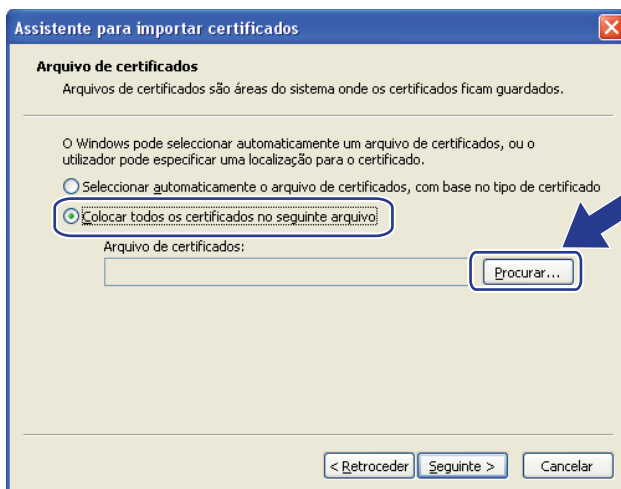 Assistente para importar certificados
Arquivo de certificados
Arquivos de certificados são áreas do sistema onde os certificados ficam guardados.
O Windows pode seleccionar automaticamente um arquivo de certificados, ou o
utilizador pode especificar uma localização para o certificado.
Seleccionar automaticamente o arquivo de certificados, com base no tipo de certificado
Colocar todos os certificados no seguinte arquivo
Arquivo de certificados:
Procurar...
< Retroceder Seguinte > Cancelar